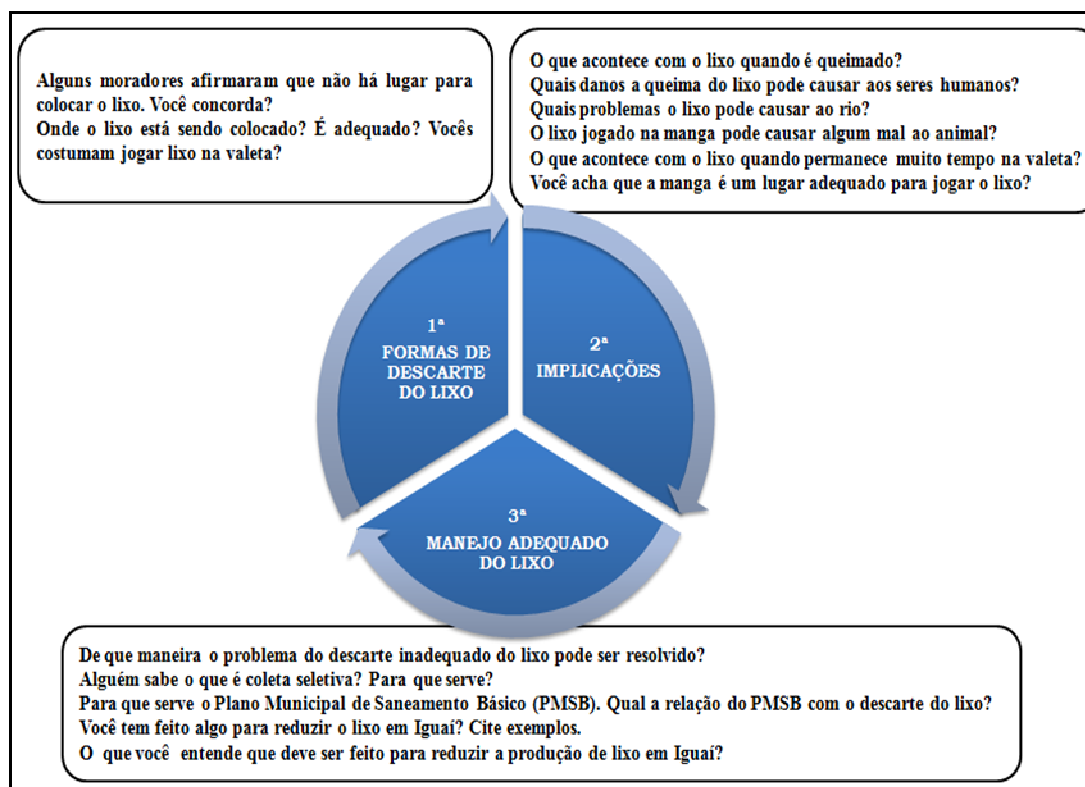 Alguns moradores afirmaram que não há lugar para
colocar o lixo. Você concorda?
Onde o lixo está sendo colocado? É adequado? Vocês
costumam jogar lixo na valeta?
O que acontece com o lixo quando é queimado?
Quais danos a queima do lixo pode causar aos seres humanos?
Quais problemas o lixo pode causar ao rio?
O lixo jogado na manga pode causar algum mal ao animal?
O que acontece com o lixo quando permanece muito tempo na valeta?
Você acha que a manga é um lugar adequado para jogar o lixo?
1ª
FORMAS DE
DESCARTE
DO LIXO
2ª
IMPLICAÇÕES
3ª
MANEJO ADEQUADO
DO LIXO
De que maneira o problema do descarte inadequado do lixo pode ser resolvido?
Alguém sabe o que é coleta seletiva? Para que serve?
Para que serve o Plano Municipal de Saneamento Básico (PMSB). Qual a relação do PMSB com o descarte do lixo?
Você tem feito algo para reduzir o lixo em Iguaí? Cite exemplos.
O que você entende que deve ser feito para reduzir a produção de lixo em Iguaí?